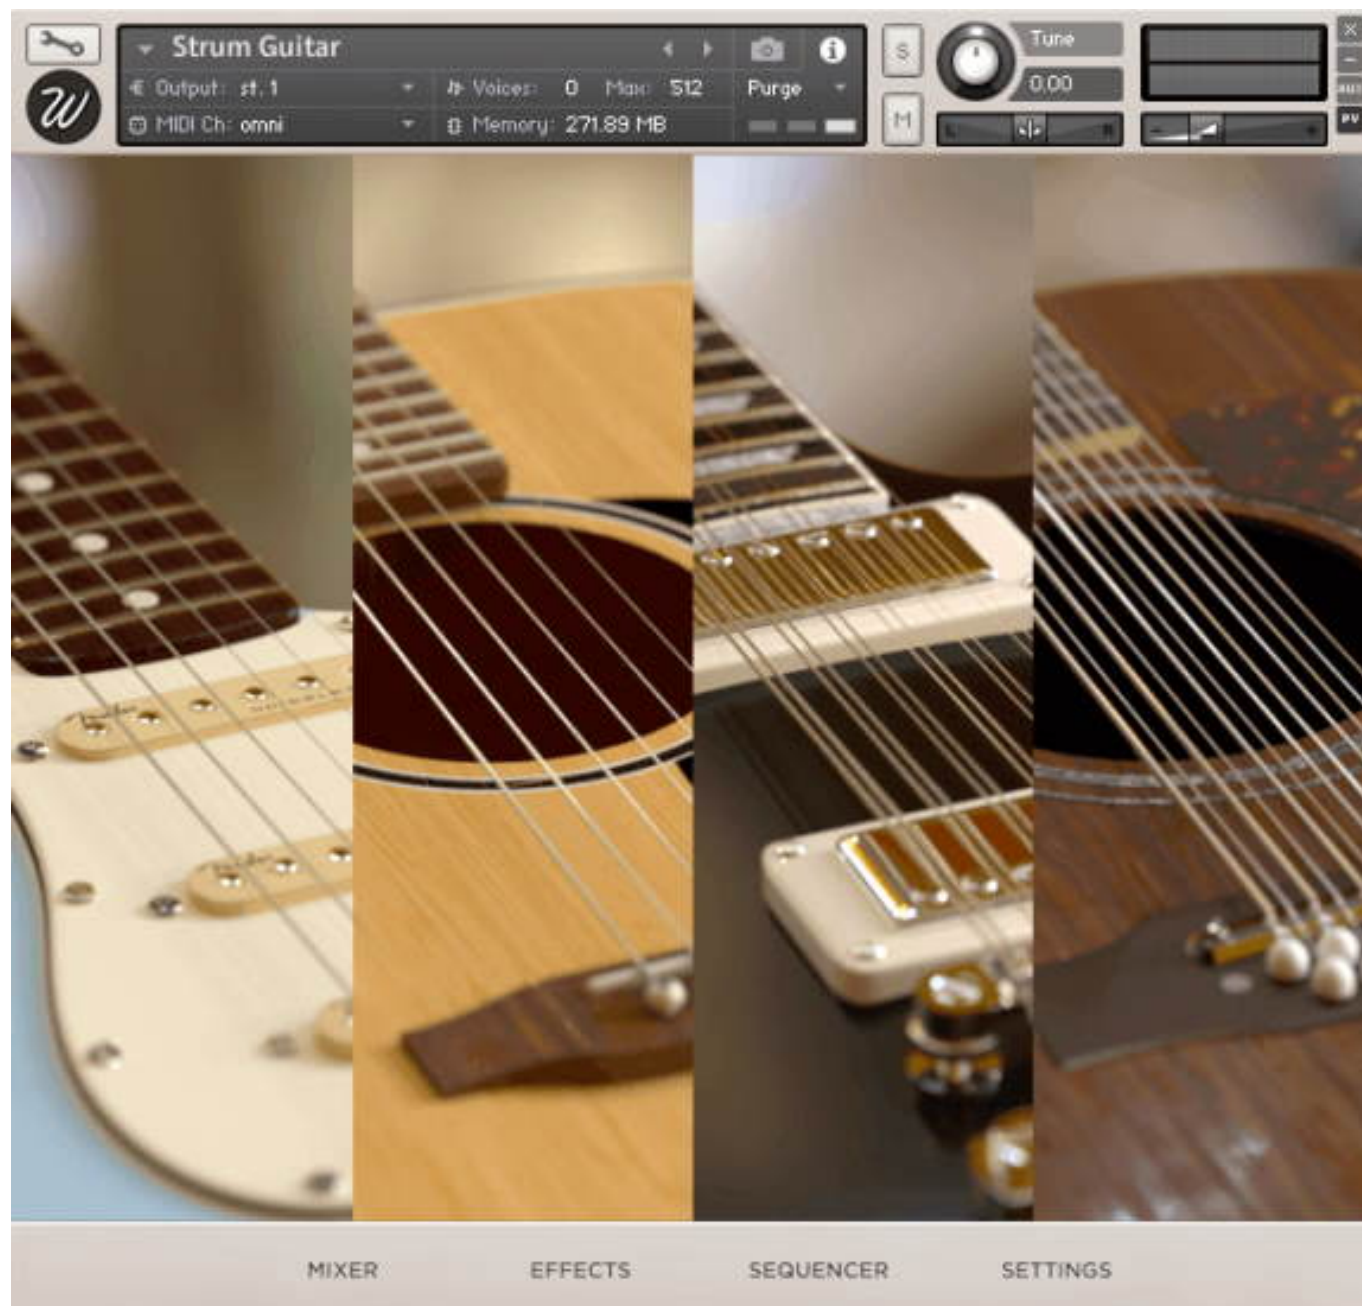 Strum Guitar
Output: st. 1
Voices: 0 Max: 512
Purge
MIDI Ch: omni
Memory: 271.89 MB
S
M
Tune
0.00
L R
AUX
PV
W
MIXER
EFFECTS
SEQUENCER
SETTINGS